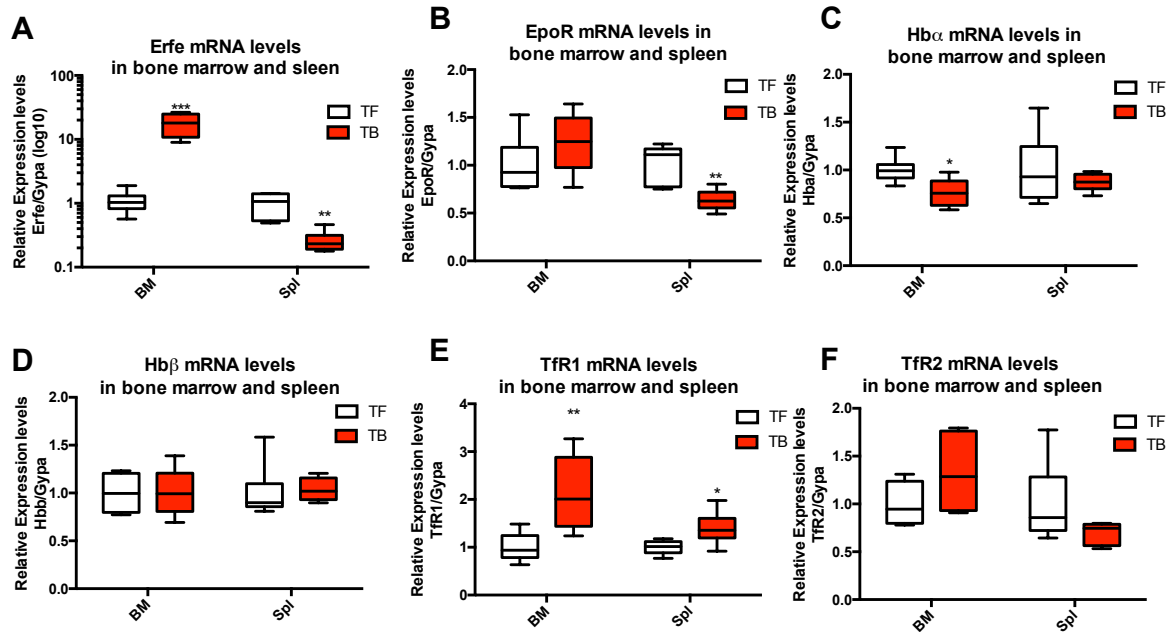 A
Erfe mRNA levels
in bone marrow and sleen
Relative Expression levels
Erfe/Gypa (log10)
100
10
1
0.1
***
**
TF
TB
BM
Spl
B
EpoR mRNA levels in
bone marrow and spleen
Relative Expression levels
EpoR/Gypa
2.0
1.5
1.0
0.5
0.0
**
TF
TB
BM
Spl
C
Hbα mRNA levels in
bone marrow and spleen
Relative Expression levels
Hba/Gypa
2.0
1.5
1.0
0.5
0.0
*
TF
TB
BM
Spl
D
Hbβ mRNA levels
in bone marrow and spleen
Relative Expression levels
Hbb/Gypa
2.0
1.5
1.0
0.5
0.0
TF
TB
BM
Spl
E
TfR1 mRNA levels
in bone marrow and spleen
Relative Expression levels
TfR1/Gypa
4
3
2
1
0
**
*
TF
TB
BM
Spl
F
TfR2 mRNA levels
in bone marrow and spleen
Relative Expression levels
TfR2/Gypa
2.0
1.5
1.0
0.5
0.0
TF
TB
BM
Spl